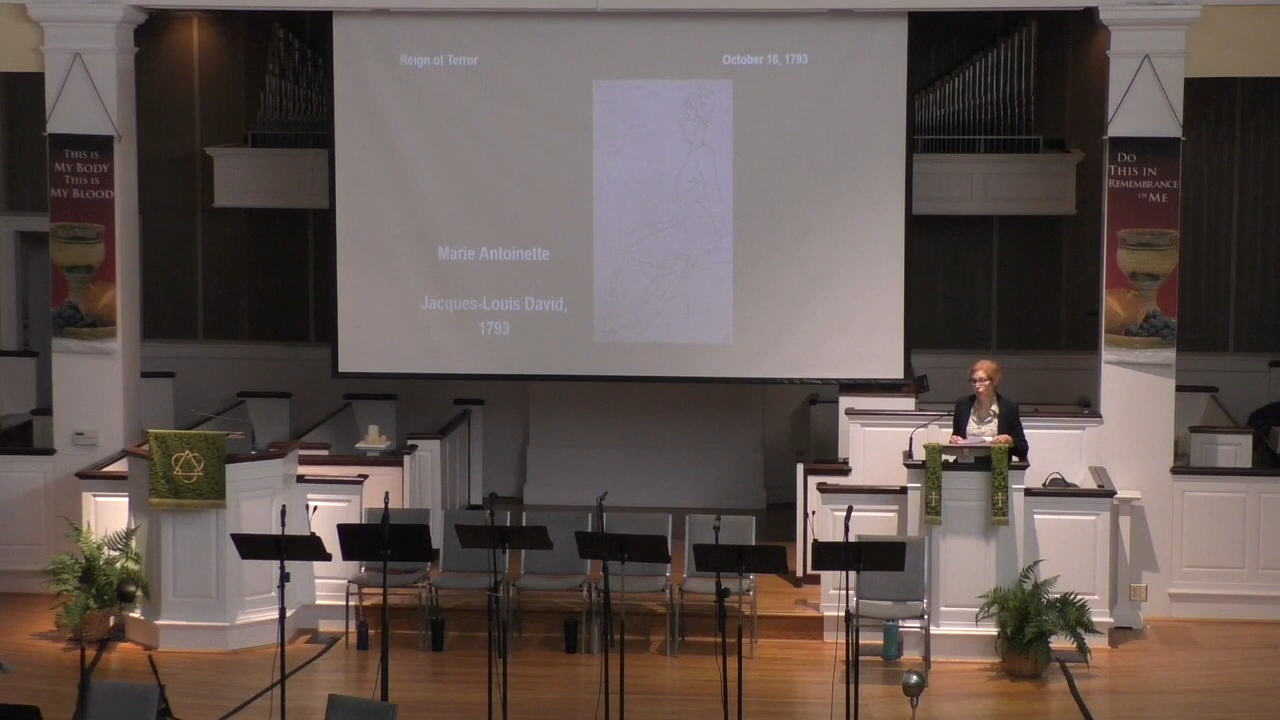 Reign of Terror
October 16, 1793
Marie Antoinette
Jacques-Louis David,
1793
THIS IS
MY BODY
THIS IS
MY BLOOD
DO
THIS IN
REMEMBRANCE
OF ME